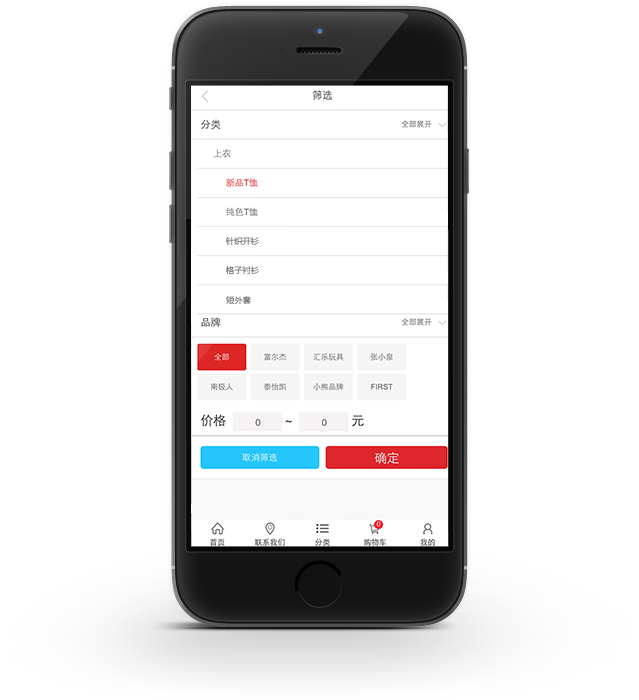 筛选
分类 全部展开
上衣
新品T恤
纯色T恤
针织开衫
格子衬衫
短外套
品牌 全部展开
全部 富尔杰 汇乐玩具 张小泉
南极人 泰怡凯 小熊品牌 FIRST
价格 0 ~ 0 元
取消筛选 确定
0
首页 联系我们 分类 购物车 我的